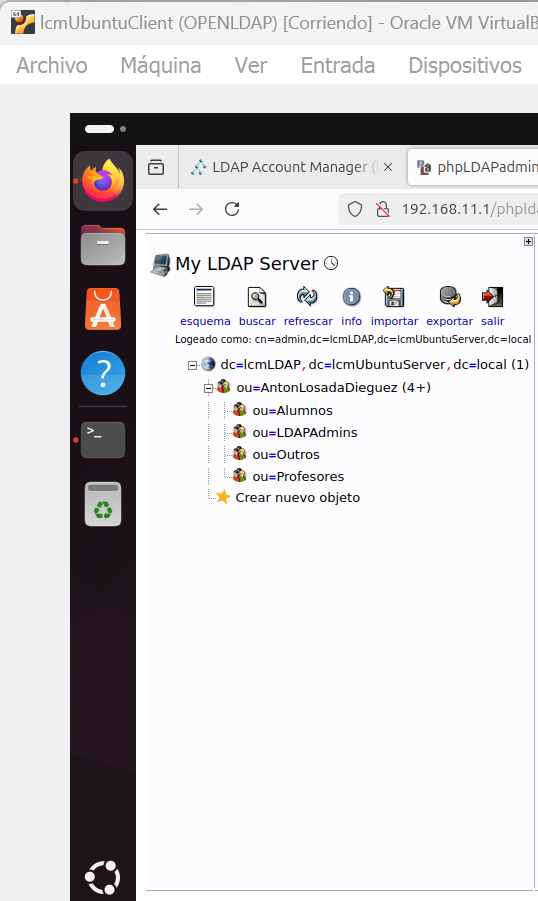 lcmUbuntuClient (OPENLDAP) [Corriendo] - Oracle VM VirtualB
Archivo Máquina Ver Entrada Dispositivos
LDAP Account Manager (
phpLDAPadmin
192.168.11.1/phplda
My LDAP Server
esquema buscar refrescar info importar exportar salir
Logeado como: cn=admin,dc=lcmLDAP,dc=lcmUbuntuServer,dc=local
dc=lcmLDAP, dc=lcmUbuntuServer, dc=local (1)
ou=AntonLosadaDieguez (4+)
ou=Alumnos
ou=LDAPAdmins
ou=Outros
ou=Profesores
Crear nuevo objeto